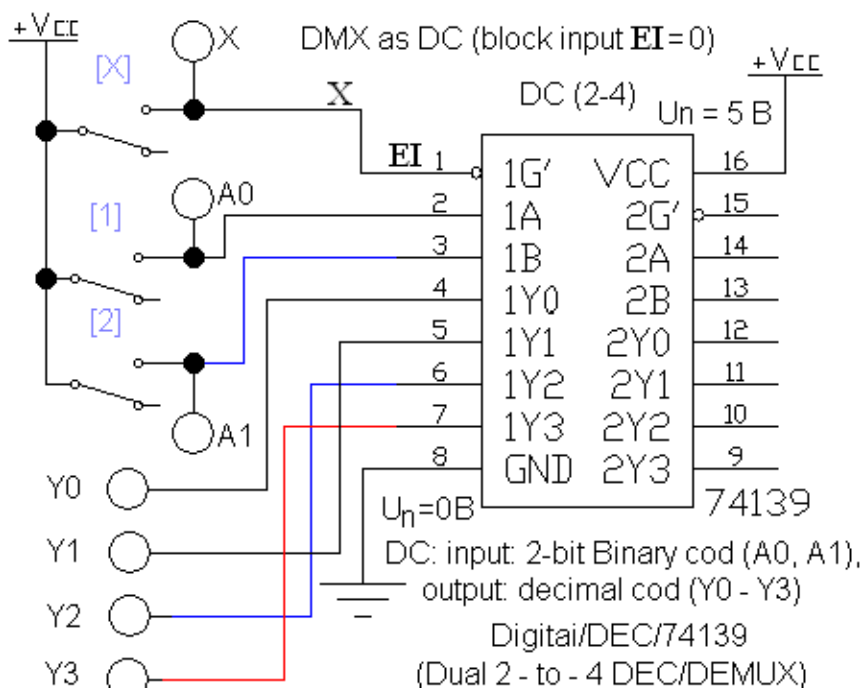 +VCC
X
DMX as DC (block input EI=0)
+VCC
[X]
X
DC (2-4)
Un = 5 B
EI
1
1G'
VCC
16
A0
2
1A
2G'
15
[1]
3
1B
2A
14
4
1Y0
2B
13
[2]
5
1Y1
2Y0
12
6
1Y2
2Y1
11
7
1Y3
2Y2
10
A1
8
GND
2Y3
9
Y0
Un=0B
74139
Y1
DC: input: 2-bit Binary cod (A0, A1),
output: decimal cod (Y0 - Y3)
Y2
Digitai/DEC/74139
Y3
(Dual 2 - to - 4 DEC/DEMUX)